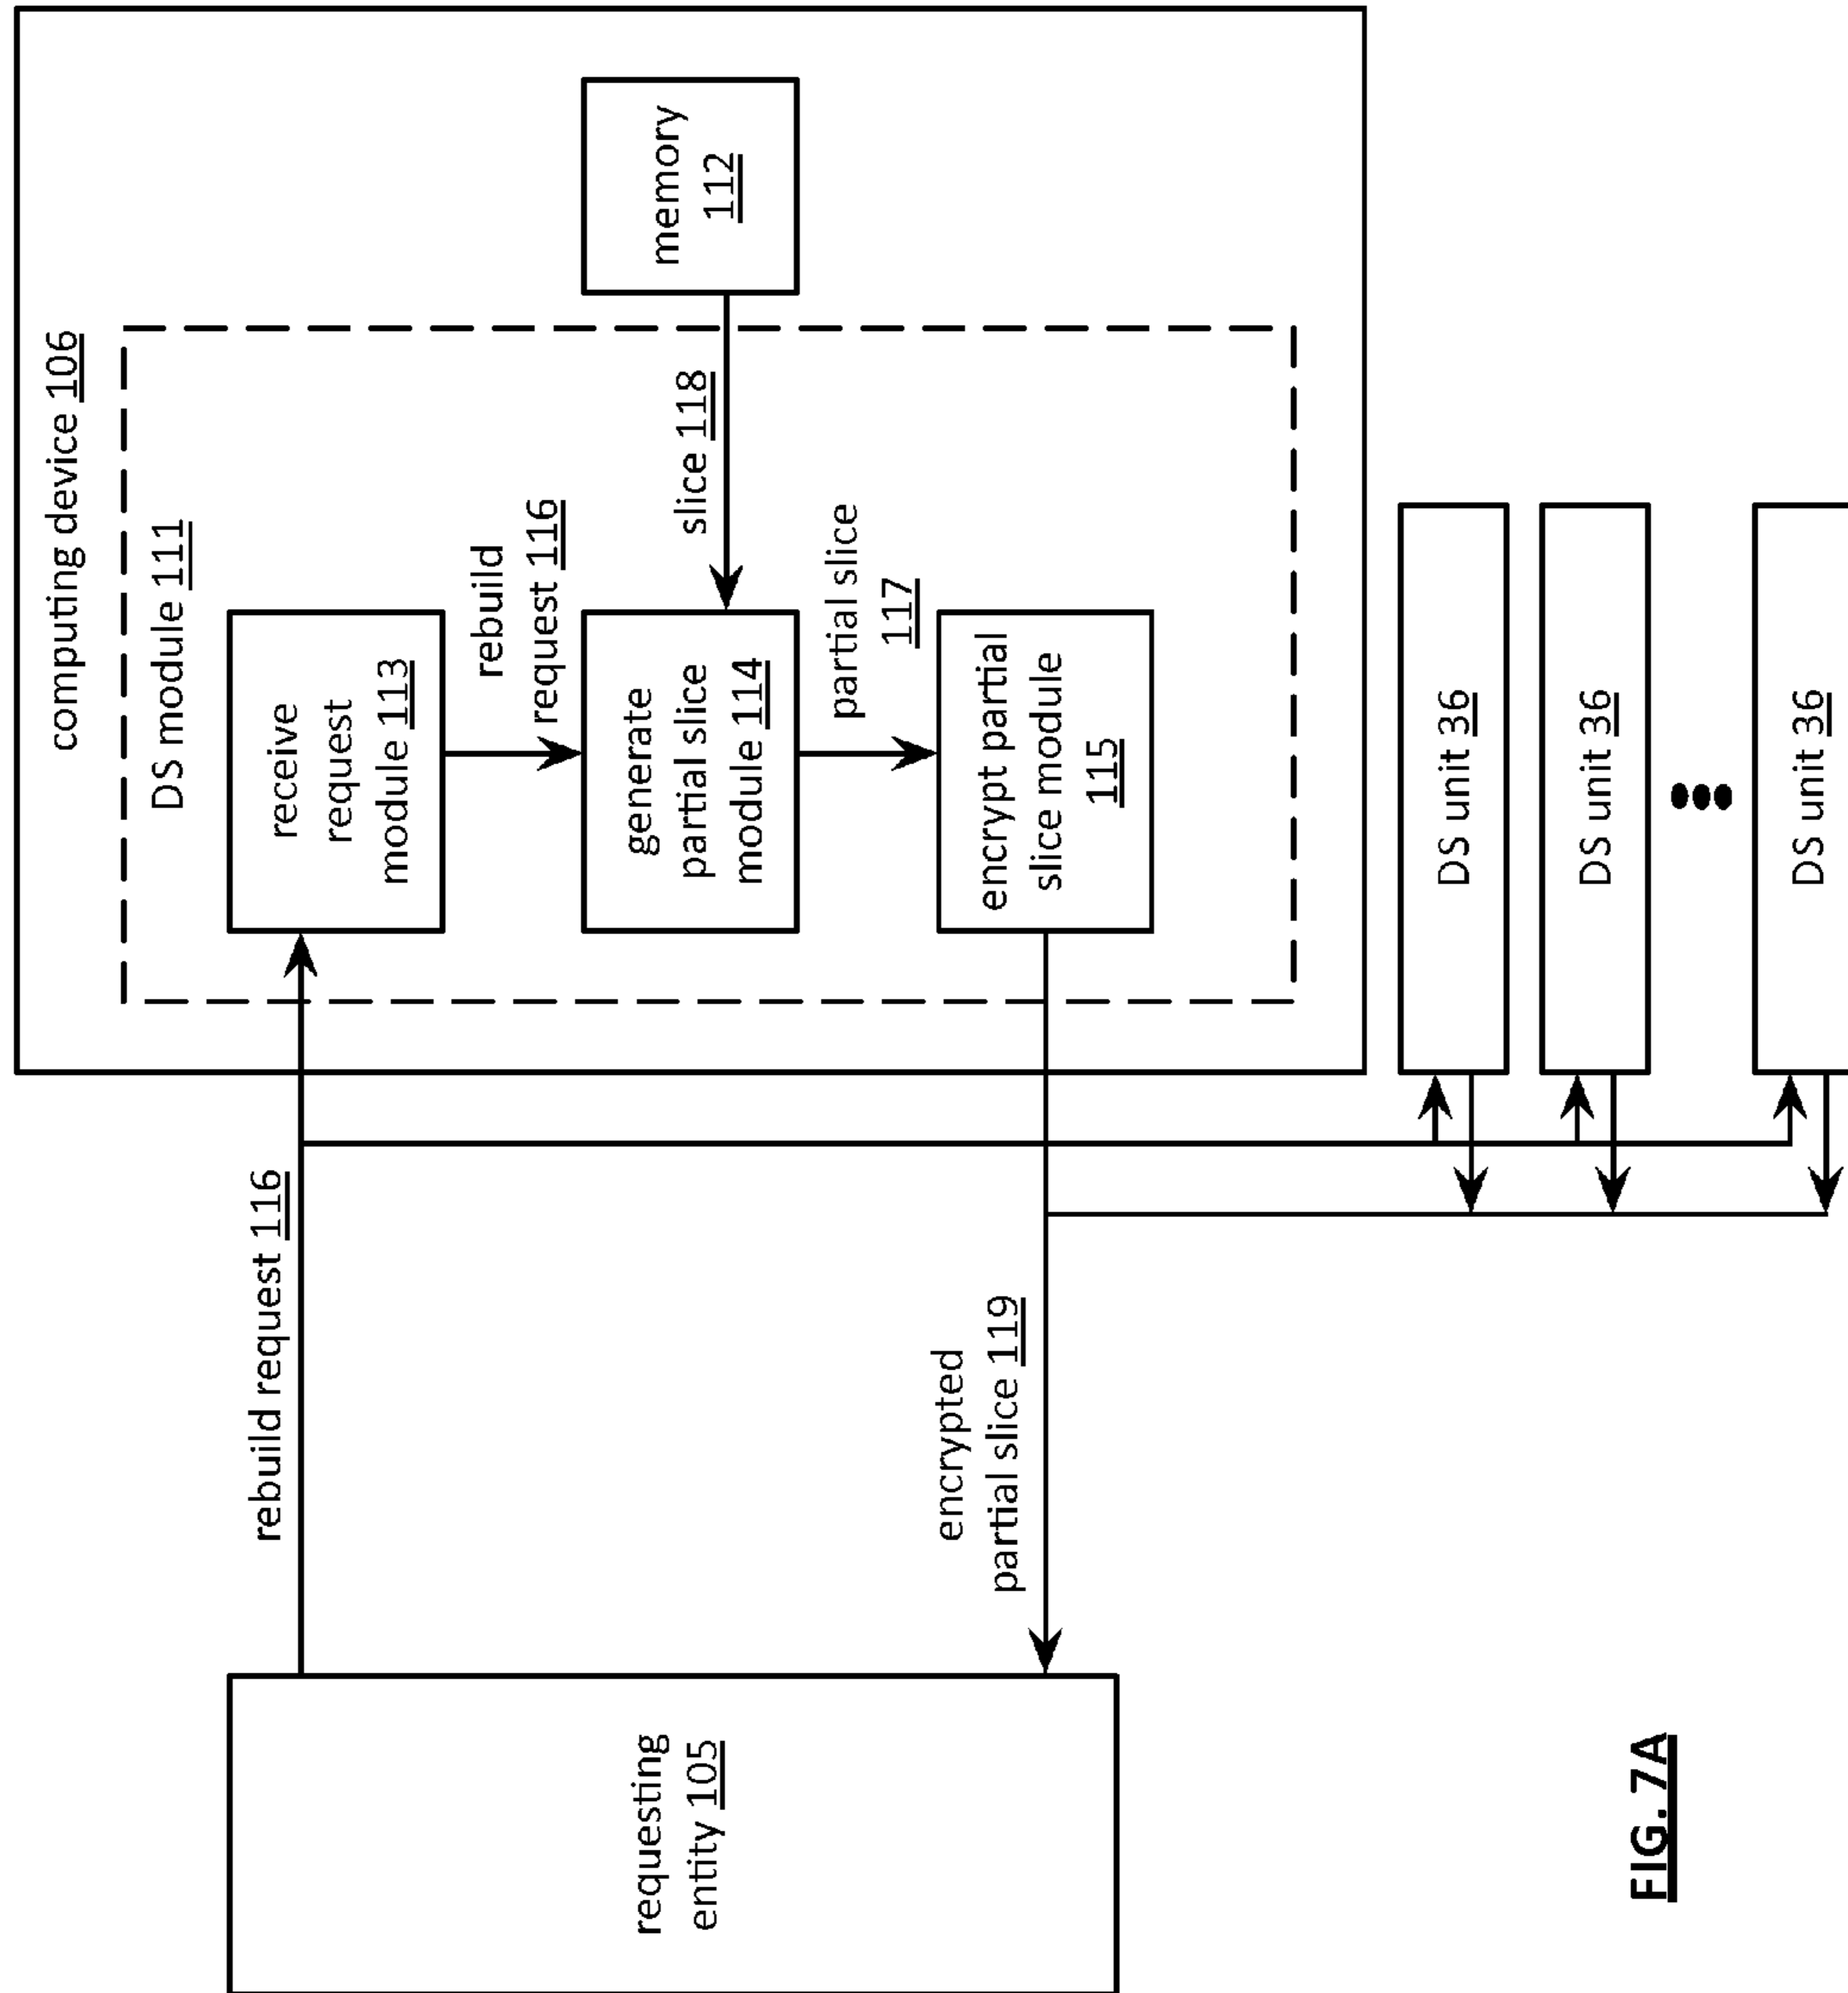 computing device 106
DS module 111
receive
request
module 113
rebuild
request 116
generate
partial slice
module 114
slice 118
memory
112
partial slice
117
encrypt partial
slice module
115
rebuild request 116
encrypted
partial slice 119
requesting
entity 105
DS unit 36
DS unit 36
DS unit 36
FIG. 7A